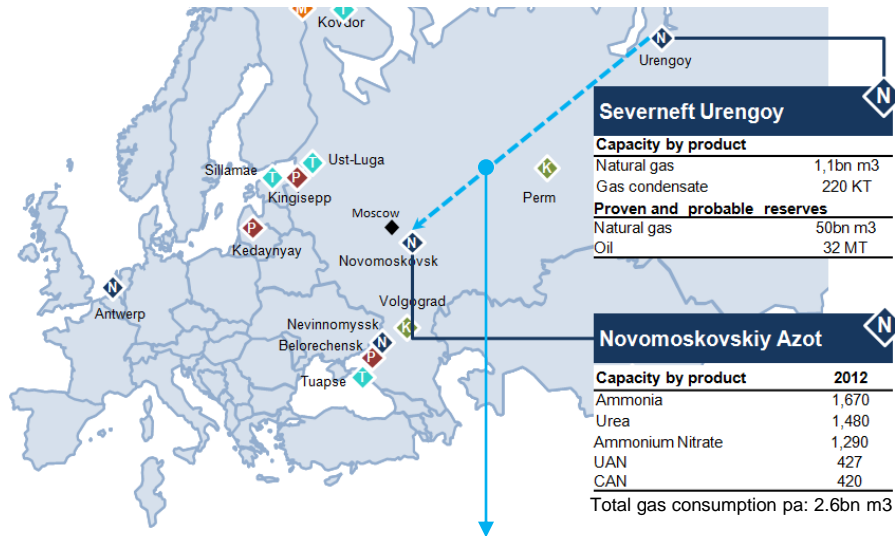 M
T
Kovdor
N
Urengoy
N
Severneft Urengoy
Capacity by product
Natural gas 1,1bn m3
Gas condensate 220 KT
Proven and probable reserves
Natural gas 50bn m3
Oil 32 MT
T
Ust-Luga
Sillamae
T
P
Kingisepp
K
Perm
Moscow
P
Kedaynyay
N
Novomoskovsk
N
Antwerp
Volgograd
K
Nevinnomyssk
N
Belorechensk
P
Tuapse
T
N
Novomoskovskiy Azot
Capacity by product 2012
Ammonia 1,670
Urea 1,480
Ammonium Nitrate 1,290
UAN 427
CAN 420
Total gas consumption pa: 2.6bn m3